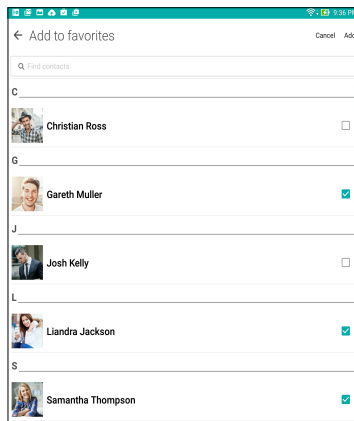 9:36 PM
Add to favorites
Cancel Add
Find contacts
C
Christian Ross
G
Gareth Muller
J
Josh Kelly
L
Liandra Jackson
S
Samantha Thompson